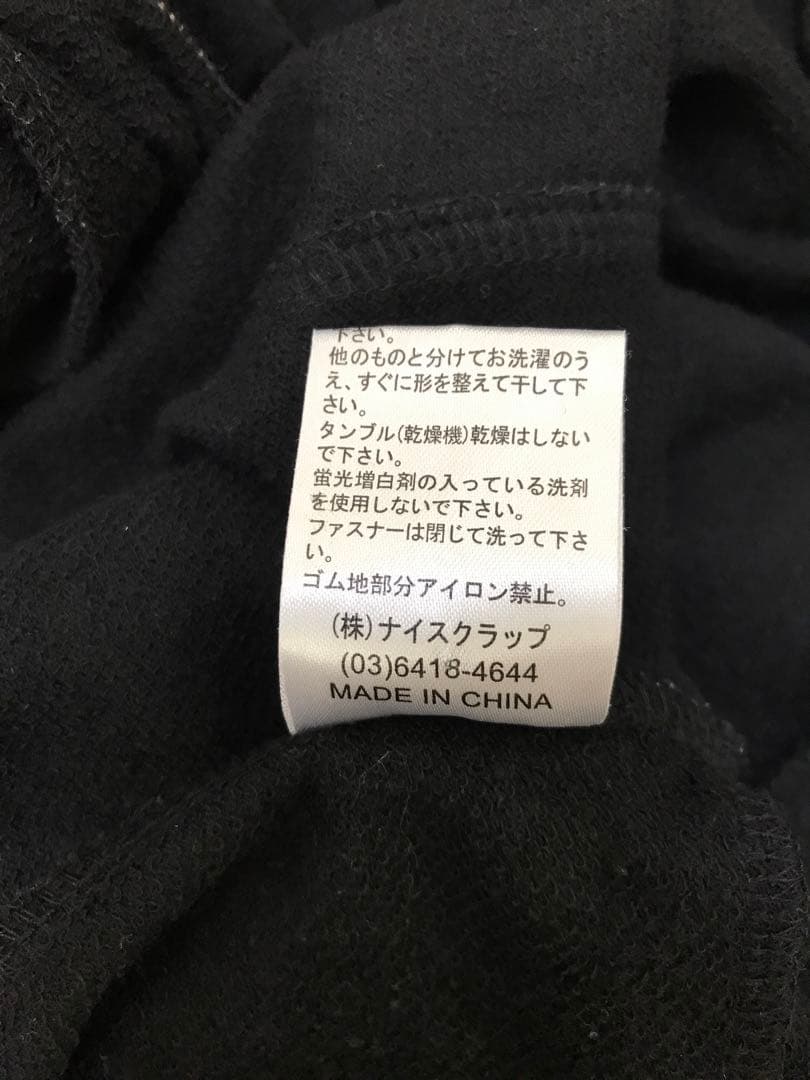 下さい。
他のものと分けてお洗濯のう
え、すぐに形を整えて干して下
さい。
タンブル(乾燥機)乾燥はしない
で下さい。
蛍光増白剤の入っている洗剤
を使用しないで下さい。
ファスナーは閉じて洗って下さ
い。
ゴム地部分アイロン禁止。
(株)ナイスクラップ
(03)6418-4644
MADE IN CHINA